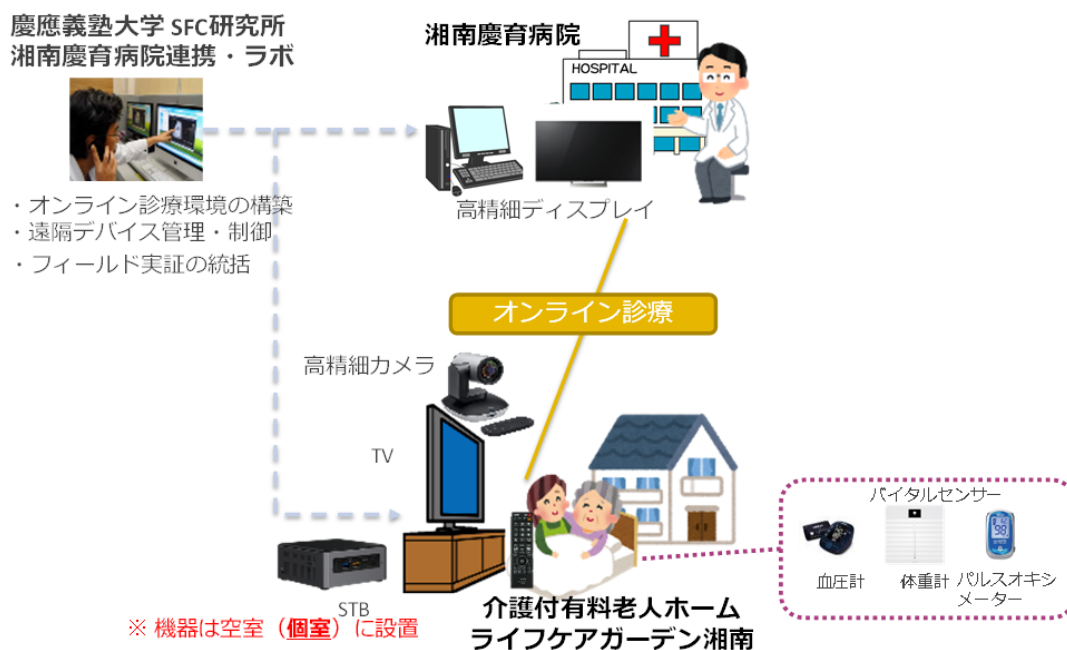 慶應義塾大学 SFC研究所
湘南慶育病院連携・ラボ
・オンライン診療環境の構築
・遠隔デバイス管理・制御
・フィールド実証の統括
湘南慶育病院
HOSPITAL
高精細ディスプレイ
オンライン診療
高精細カメラ
TV
STB
※ 機器は空室（個室）に設置
介護付有料老人ホーム
ライフケアガーデン湘南
バイタルセンサー
98
血圧計
体重計
パルスオキシ
メーター